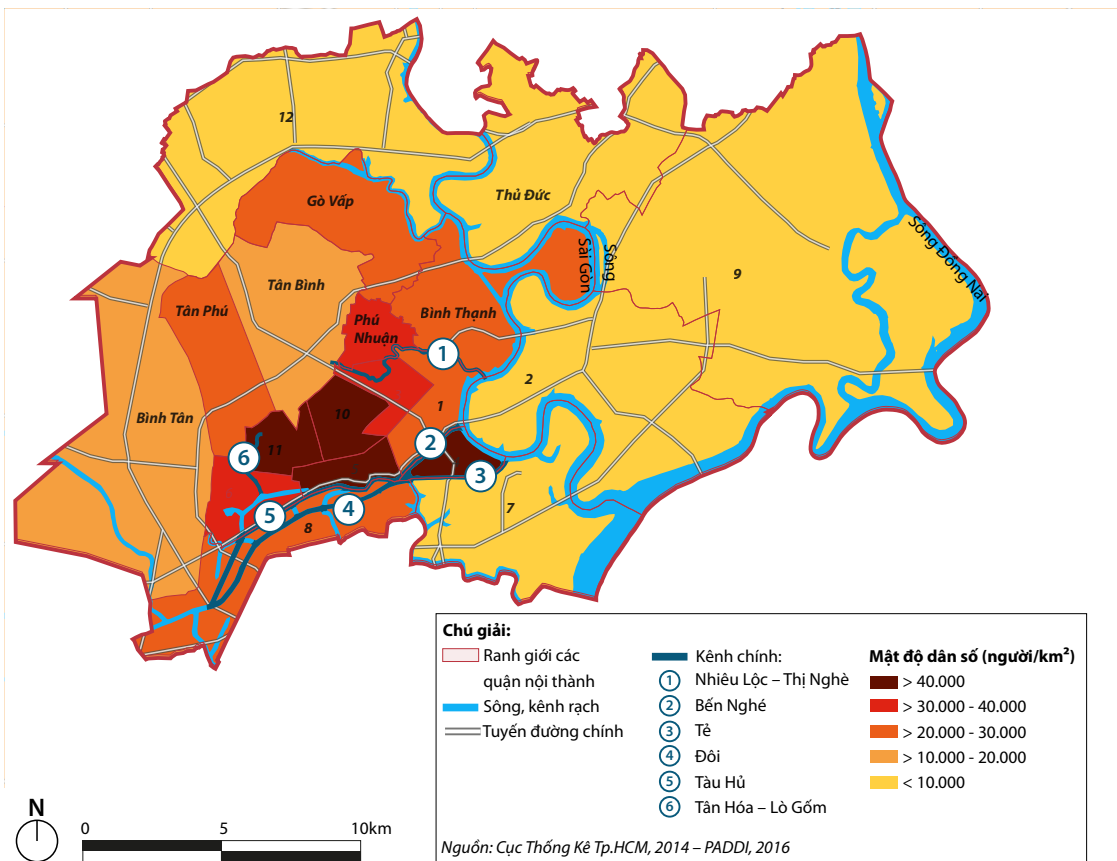 12
Gò Vấp
Thủ Đức
Sông
Sài Gòn
Sông Đồng Nai
Tân Bình
9
Tân Phú
Phú
Nhuận
Bình Thạnh
1
2
Bình Tân
10
1
11
2
6
3
5
4
8
7
Chú giải:
Ranh giới các
quận nội thành
Sông, kênh rạch
Tuyến đường chính
Kênh chính:
1 Nhiêu Lộc – Thị Nghè
2 Bến Nghé
3 Tẻ
4 Đôi
5 Tàu Hủ
6 Tân Hóa – Lò Gốm
Mật độ dân số (người/km²)
> 40.000
> 30.000 - 40.000
> 20.000 - 30.000
> 10.000 - 20.000
< 10.000
N
0 5 10km
Nguồn: Cục Thống Kê Tp.HCM, 2014 – PADDI, 2016